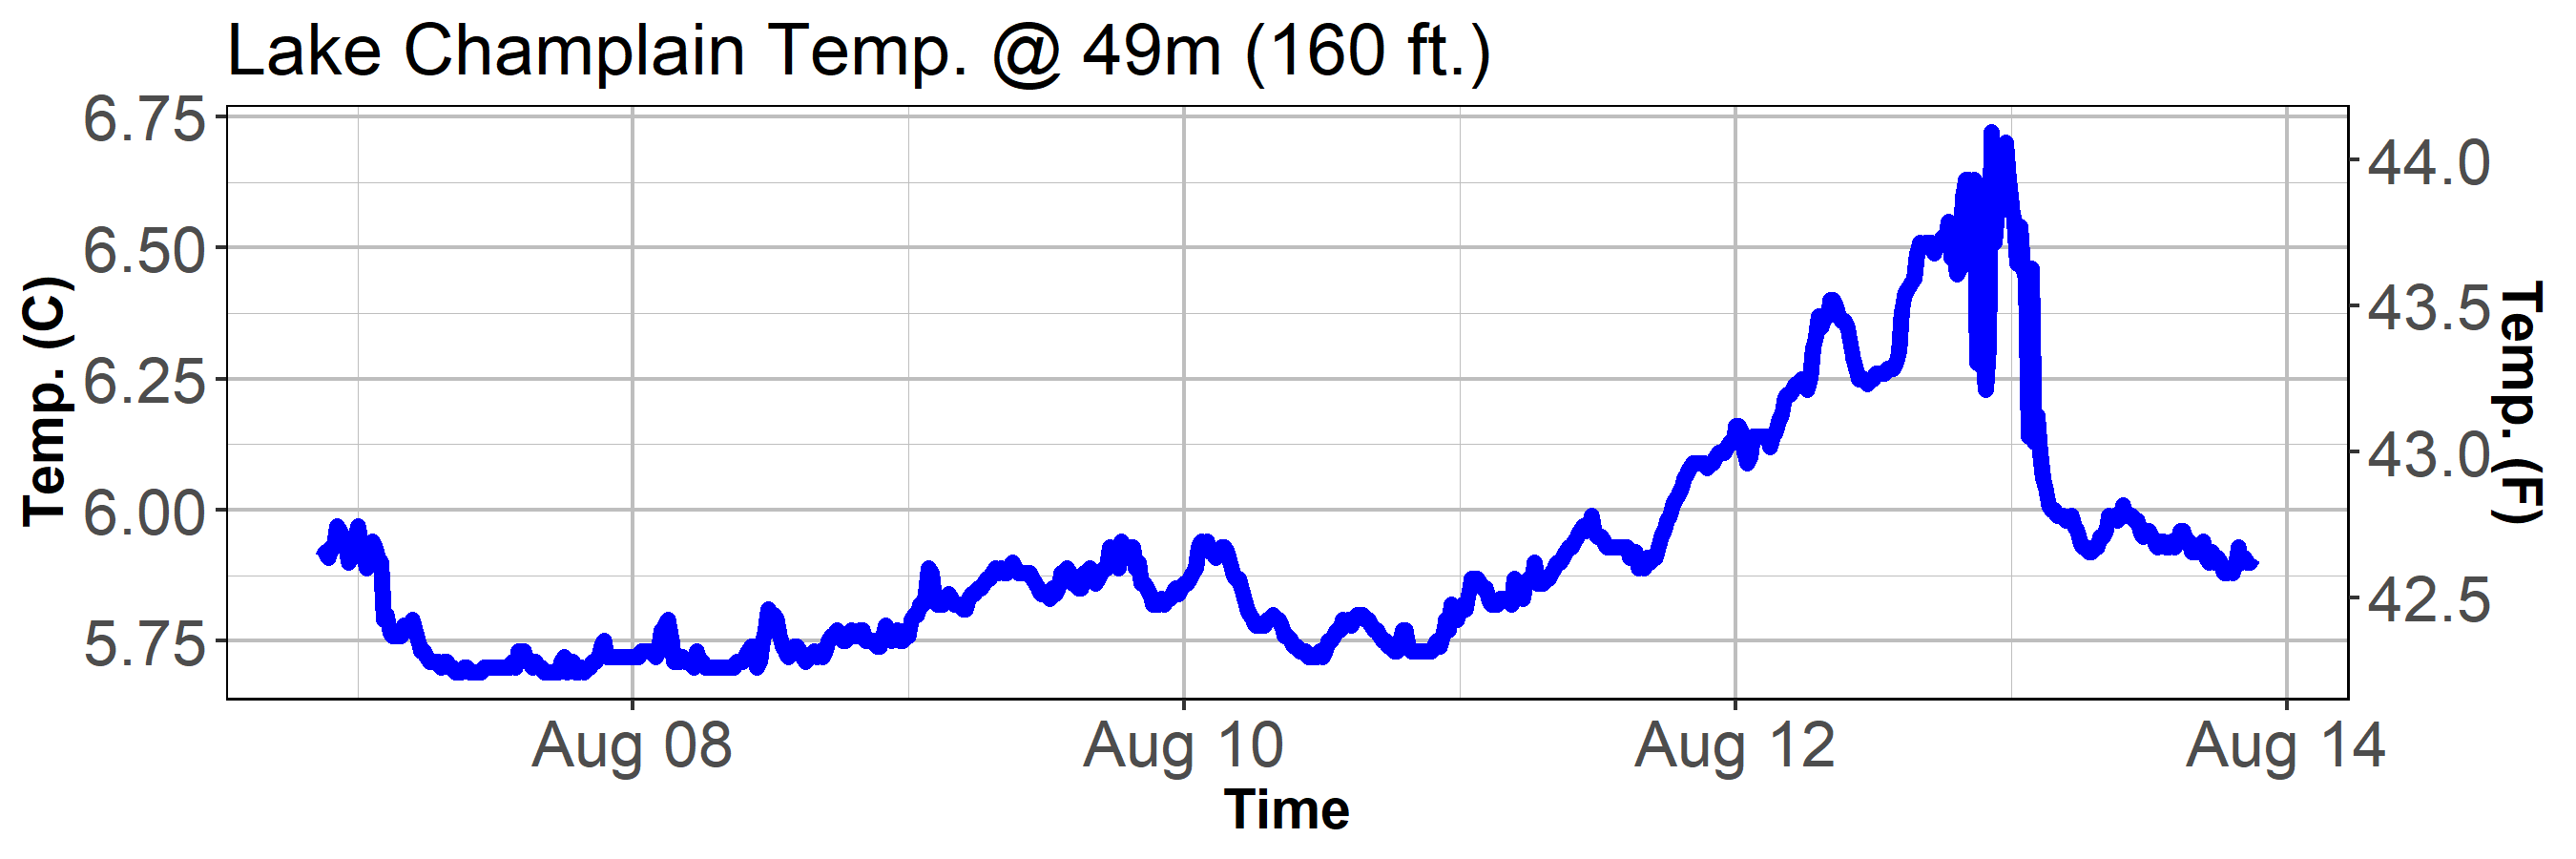 Lake Champlain Temp. @ 49m (160 ft.)
6.75
6.50
6.25
6.00
5.75
Temp. (C)
44.0
43.5
43.0
42.5
Temp. (F)
Aug 08
Aug 10
Aug 12
Aug 14
Time